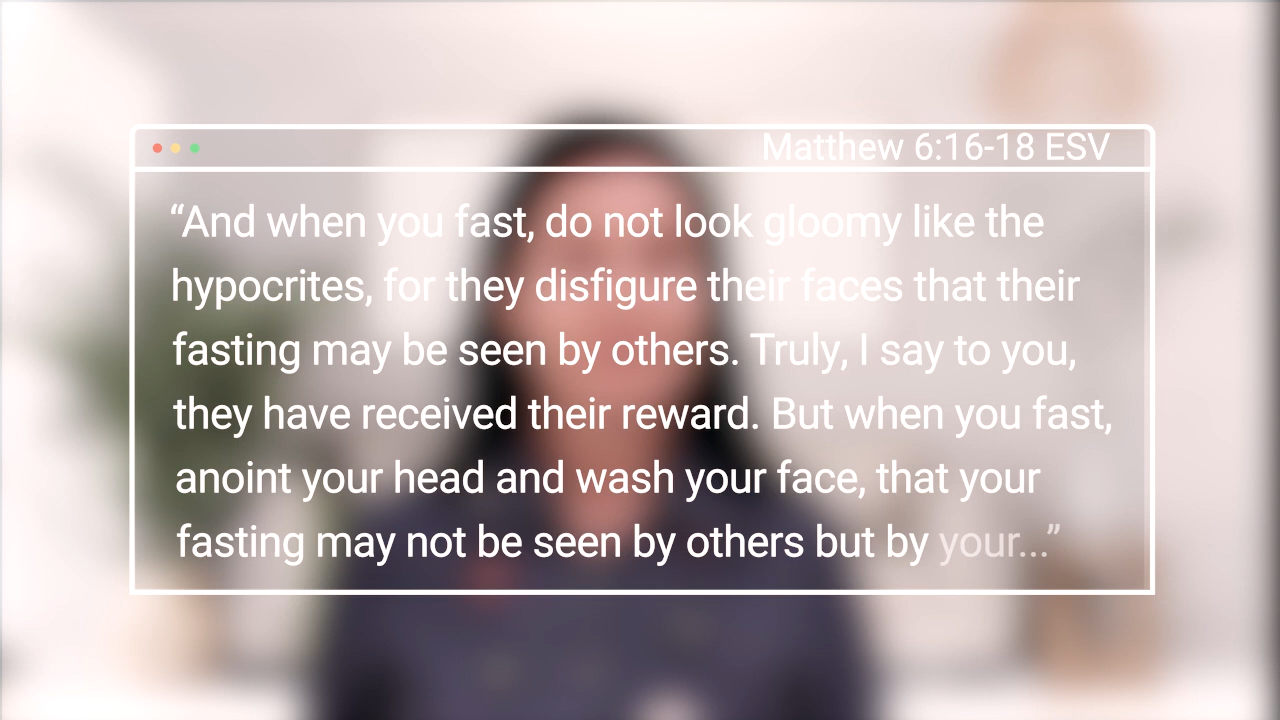 Matthew 6:16-18 ESV
“And when you fast, do not look gloomy like the
hypocrites, for they disfigure their faces that their
fasting may be seen by others. Truly, I say to you,
they have received their reward. But when you fast,
anoint your head and wash your face, that your
fasting may not be seen by others but by your...”